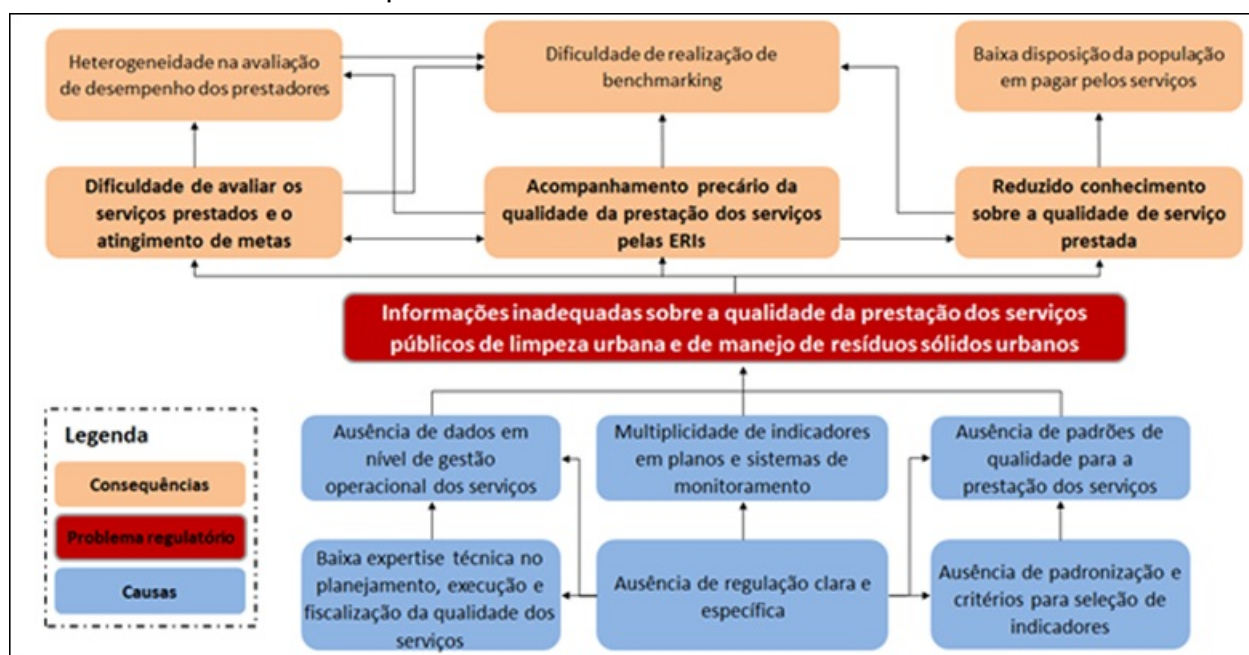 Heterogeneidade na avaliação
de desempenho dos prestadores
Dificuldade de realização de
benchmarking
Baixa disposição da população
em pagar pelos serviços
Dificuldade de avaliar os
serviços prestados e o
atingimento de metas
Acompanhamento precário da
qualidade da prestação dos serviços
pelas ERIs
Reduzido conhecimento
sobre a qualidade de serviço
prestada
Informações inadequadas sobre a qualidade da prestação dos serviços
públicos de limpeza urbana e de manejo de resíduos sólidos urbanos
Ausência de dados em
nível de gestão
operacional dos serviços
Multiplicidade de indicadores
em planos e sistemas de
monitoramento
Ausência de padrões de
qualidade para a
prestação dos serviços
Baixa expertise técnica no
planejamento, execução e
fiscalização da qualidade dos
serviços
Ausência de regulação clara e
específica
Ausência de padronização e
critérios para seleção de
indicadores
Legenda
Consequências
Problema regulatório
Causas